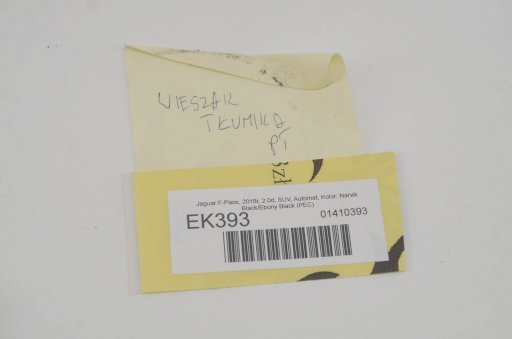 WIESZAK
TŁUMIKA
PT
Jaguar F-Pace, 2018r, 2.0d, SUV, Automat, Kolor: Narvik
Black/Ebony Black (PEC)
EK393
01410393